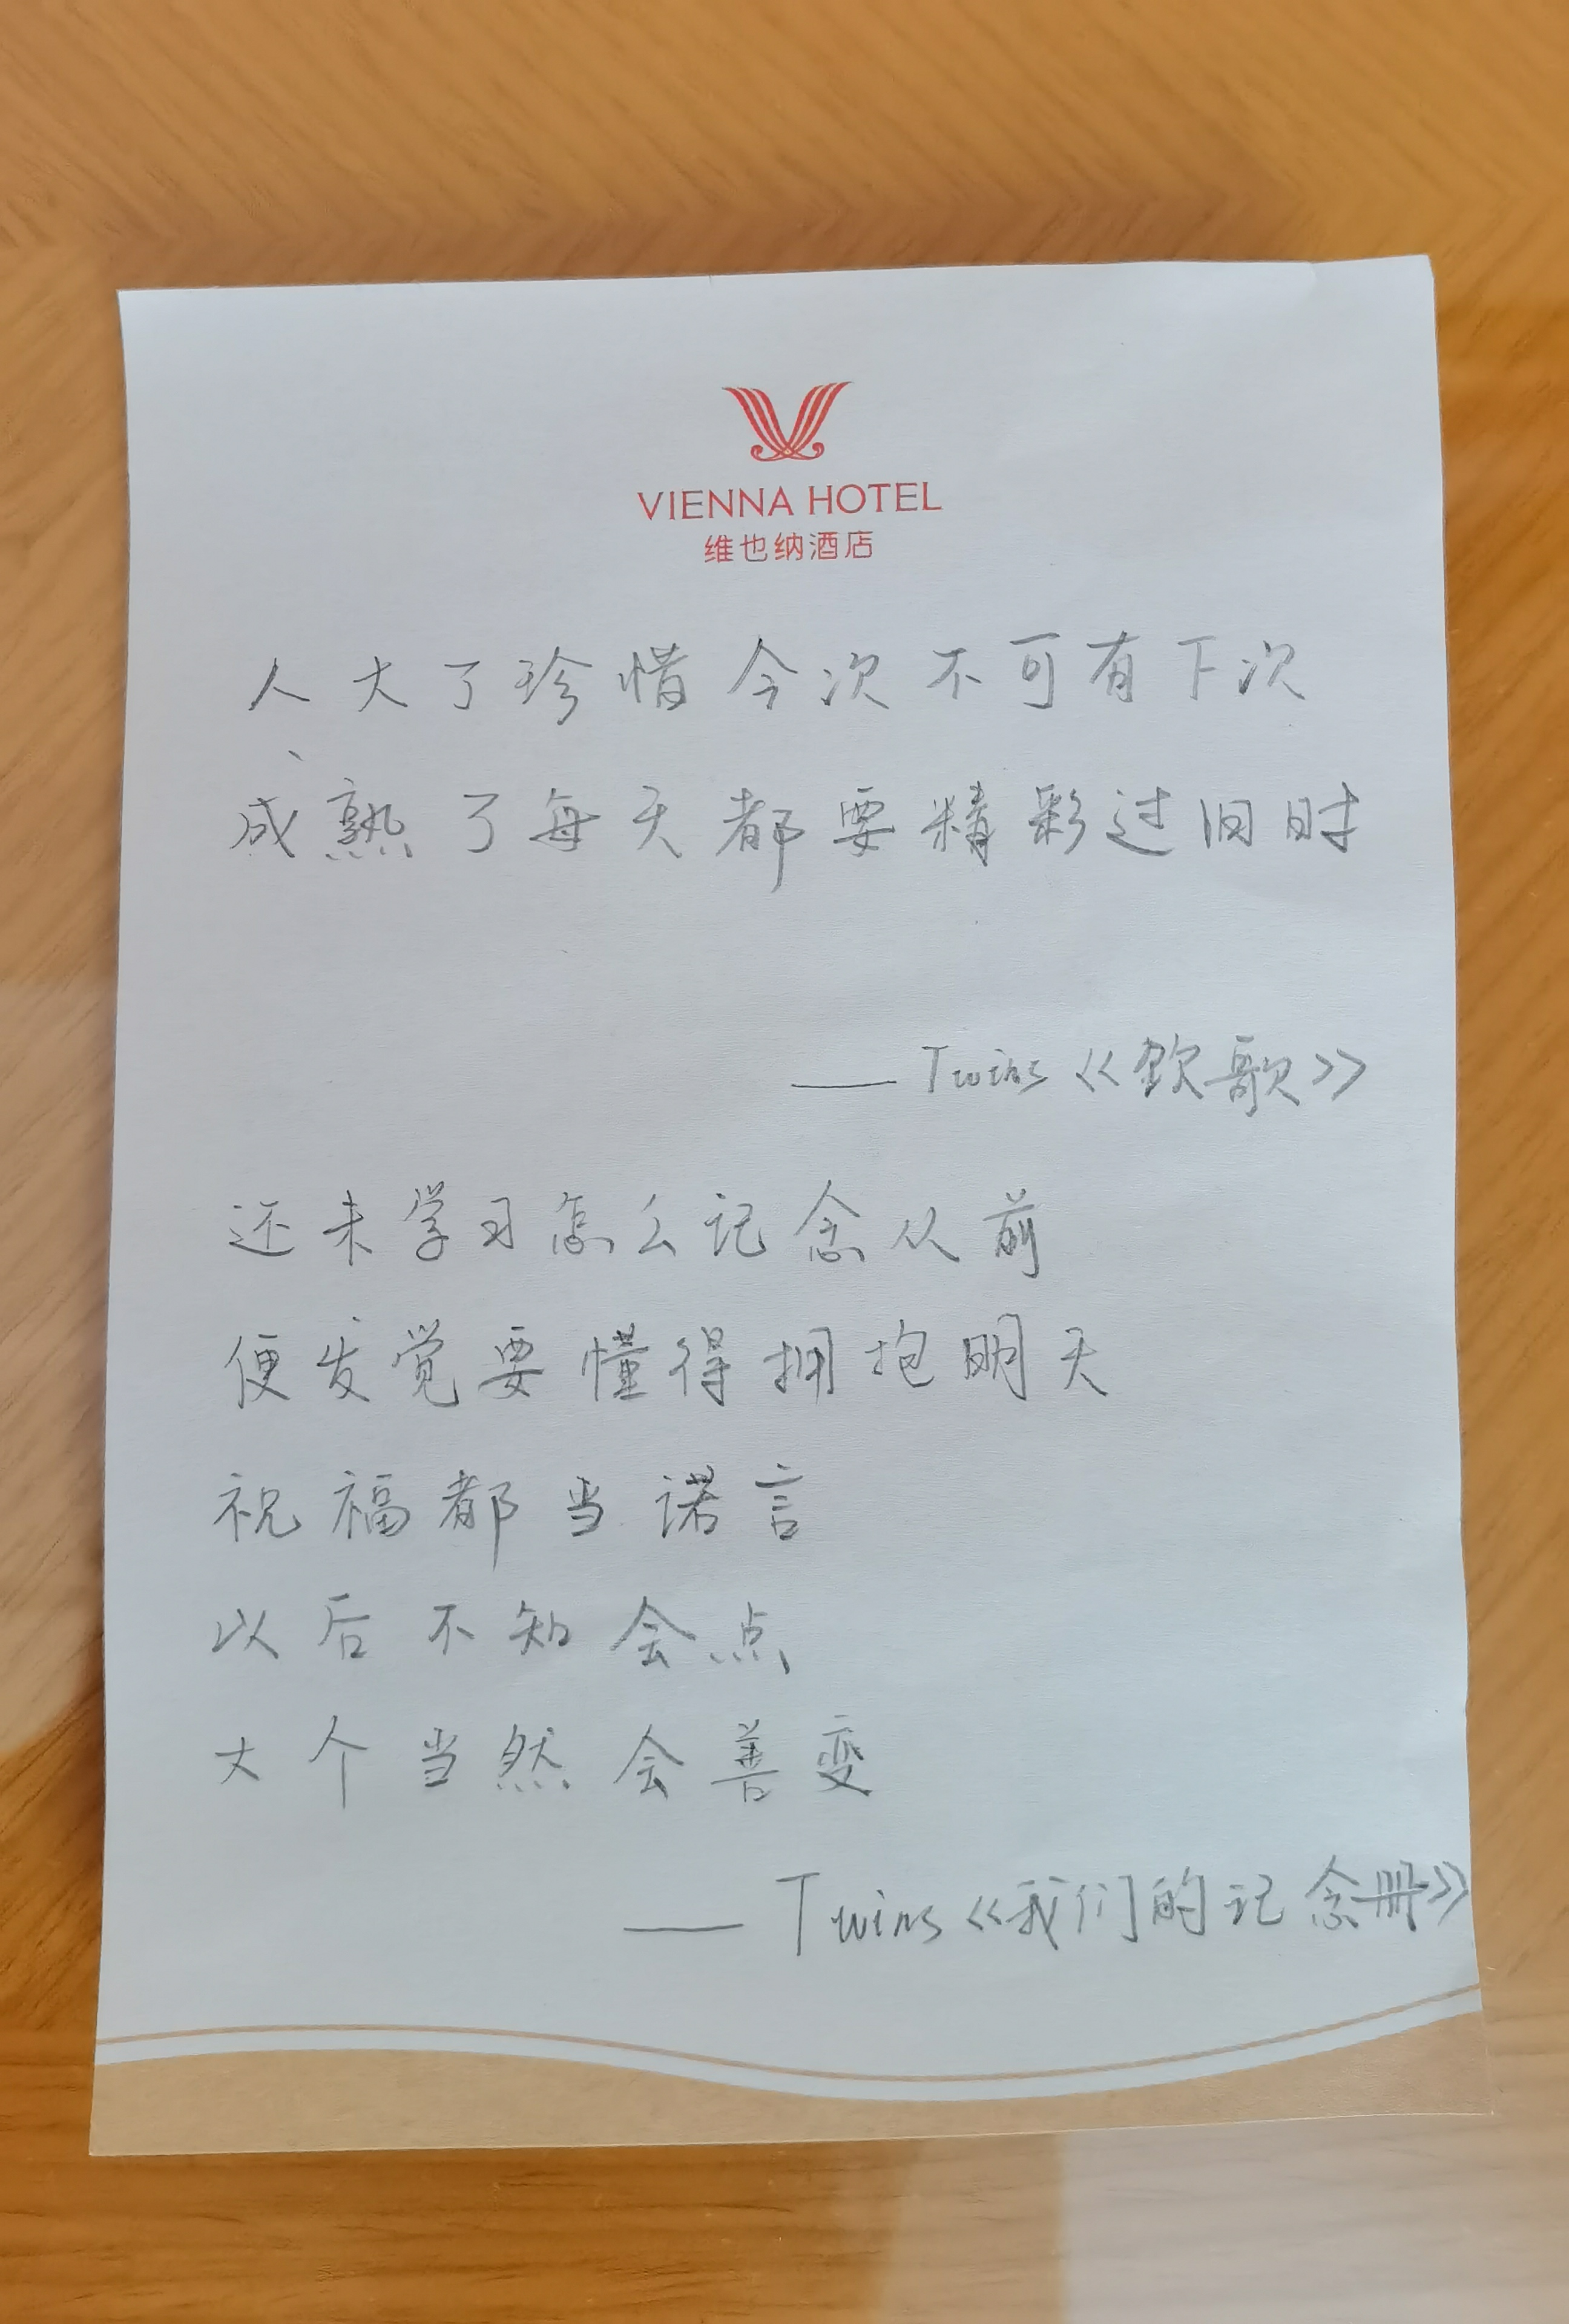 VIENNA HOTEL
维也纳酒店
人大了珍惜今次不可有下次
成熟了每天都要精彩过旧时
——Twins《饮歌》
还未学习怎么记念从前
便发觉要懂得拥抱明天
祝福都当诺言
以后不知会点
大个当然会善变
——Twins《我们的记念册》